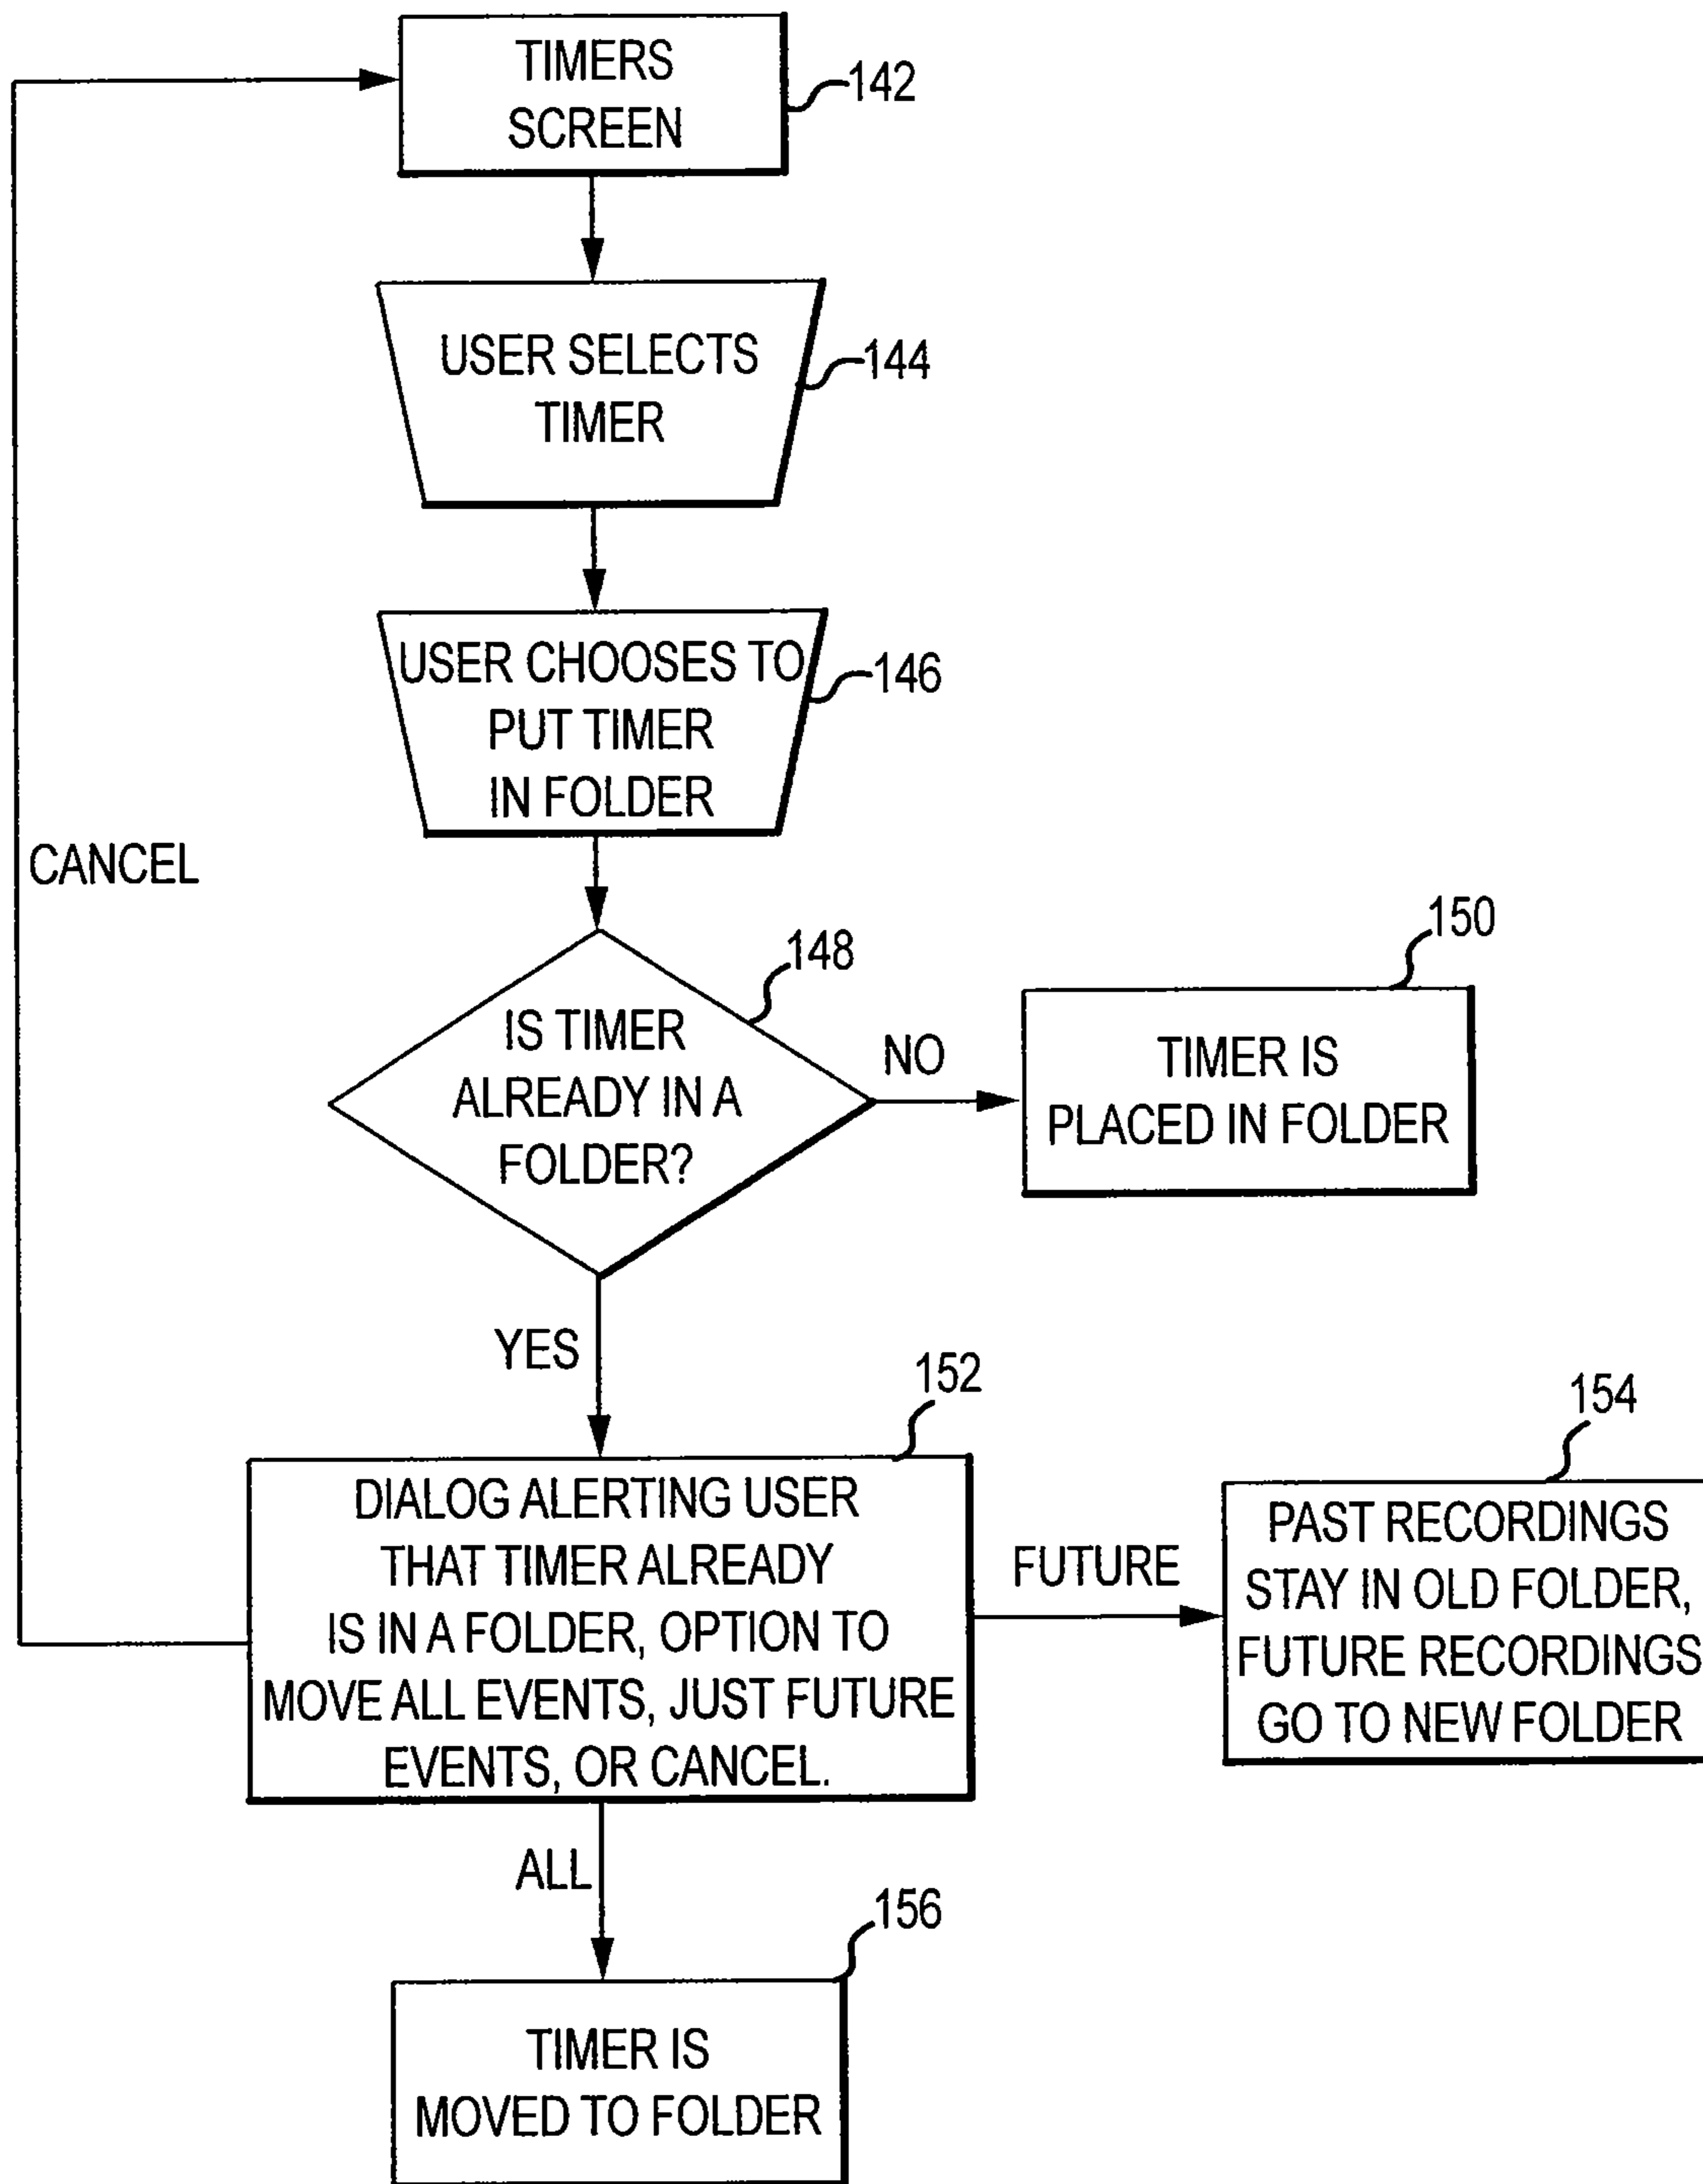 TIMERS
SCREEN
142
USER SELECTS
TIMER
144
USER CHOOSES TO
PUT TIMER
IN FOLDER
146
CANCEL
148
IS TIMER
ALREADY IN A
FOLDER?
NO
150
TIMER IS
PLACED IN FOLDER
YES
152
DIALOG ALERTING USER
THAT TIMER ALREADY
IS IN A FOLDER, OPTION TO
MOVE ALL EVENTS, JUST FUTURE
EVENTS, OR CANCEL.
FUTURE
154
PAST RECORDINGS
STAY IN OLD FOLDER,
FUTURE RECORDINGS
GO TO NEW FOLDER
ALL
156
TIMER IS
MOVED TO FOLDER